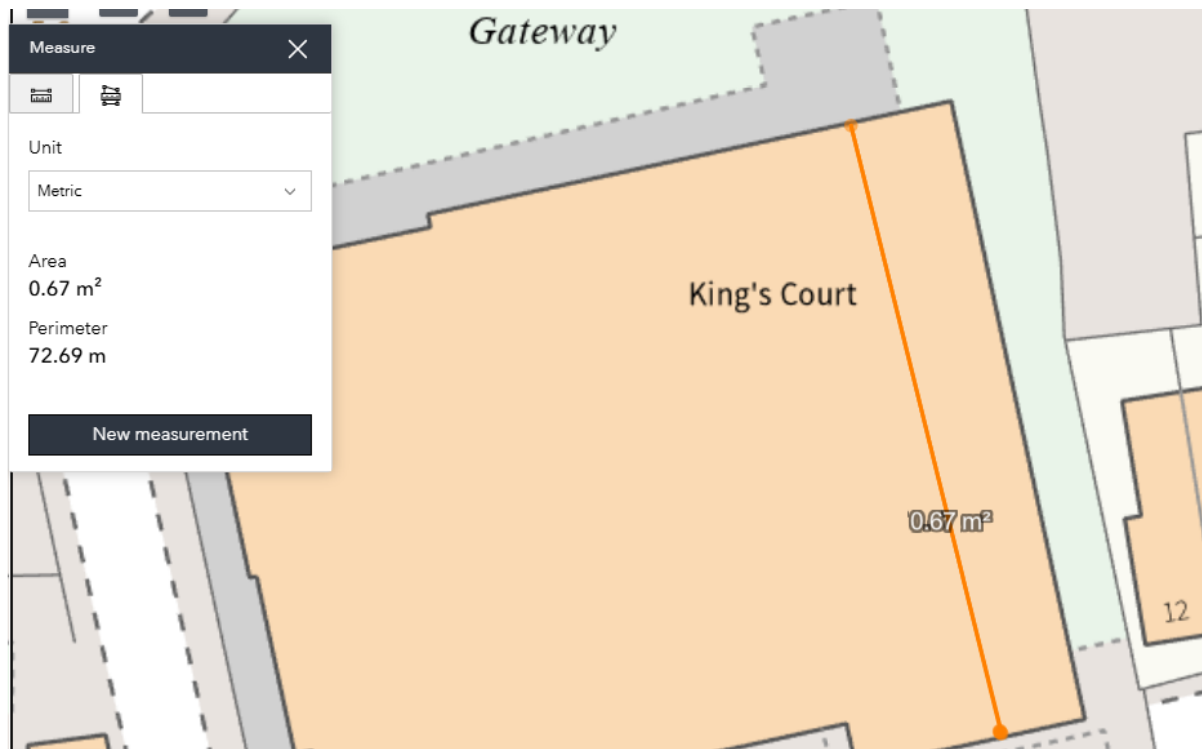 Gateway
Measure
Unit
Metric
Area
0.67 m²
Perimeter
72.69 m
New measurement
King's Court
0.67 m²
12